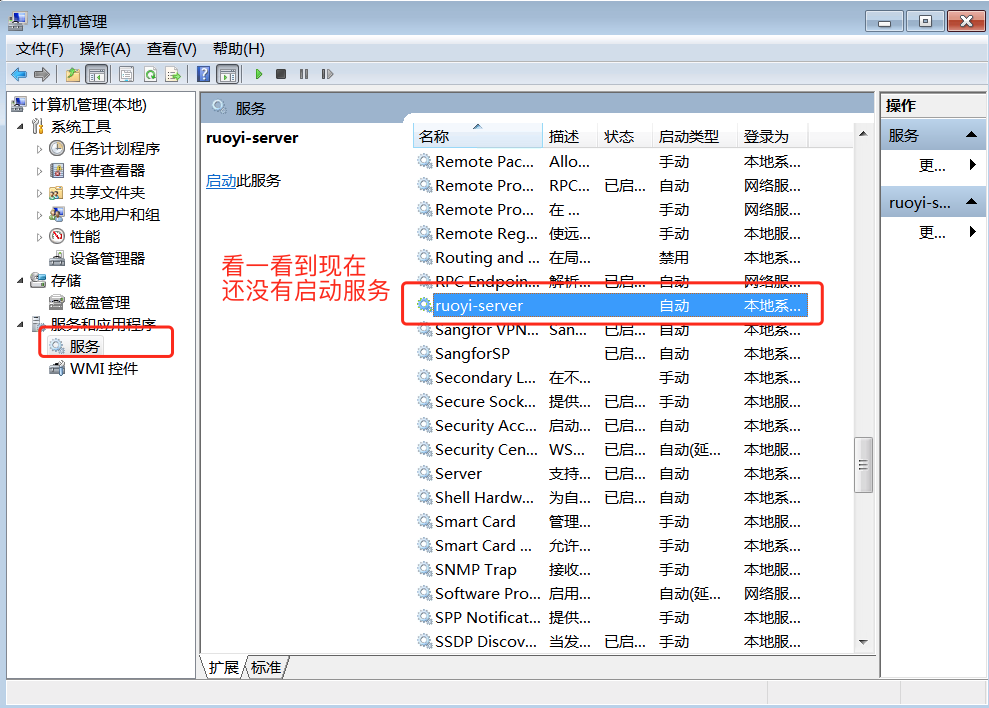 计算机管理
文件(F) 操作(A) 查看(V) 帮助(H)
计算机管理(本地)
系统工具
任务计划程序
事件查看器
共享文件夹
本地用户和组
性能
设备管理器
存储
磁盘管理
服务和应用程序
服务
WMI 控件
服务
ruoyi-server
启动此服务
看一看到现在
还没有启动服务
名称 描述 状态 启动类型 登录为
Remote Pac... Allo... 手动 本地系...
Remote Pro... RPC... 已启... 自动 网络服...
Remote Pro... 在 ... 手动 本地服...
Remote Reg... 使远... 手动 本地服...
Routing and ... 在局... 禁用 本地系...
RPC Endpoin... 解析... 已启... 自动 网络服...
ruoyi-server 自动 本地系...
Sangfor VPN... San... 已启... 自动 本地系...
SangforSP 已启... 自动 本地系...
Secondary L... 在不... 手动 本地系...
Secure Sock... 提供... 已启... 手动 本地服...
Security Acc... 启动... 已启... 自动 本地系...
Security Cen... WS... 已启... 自动(延... 本地服...
Server 支持... 已启... 自动 本地系...
Shell Hardw... 为自... 已启... 自动 本地系...
Smart Card 管理... 手动 本地服...
Smart Card ... 允许... 手动 本地系...
SNMP Trap 接收... 手动 本地服...
Software Pro... 启用... 自动(延... 网络服...
SPP Notificat... 提供... 手动 本地服...
SSDP Discov... 当发... 已启... 手动 本地服...
扩展 标准
操作
服务
更...
ruoyi-s...
更...